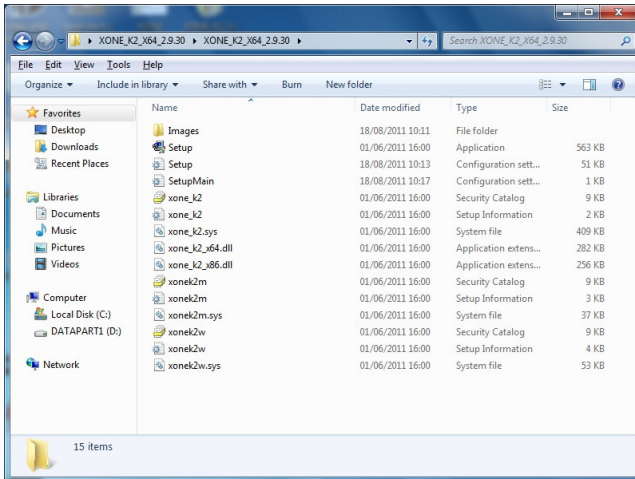 XONE_K2_X64_2.9.30 ▸ XONE_K2_X64_2.9.30 ▸ Search XONE_K2_X64_2.9.30
File Edit View Tools Help
Organize Include in library Share with Burn New folder
Favorites
Desktop
Downloads
Recent Places
Libraries
Documents
Music
Pictures
Videos
Computer
Local Disk (C:)
DATAPART1 (D:)
Network
Name Date modified Type Size
Images 18/08/2011 10:11 File folder
Setup 01/06/2011 16:00 Application 563 KB
Setup 18/08/2011 10:13 Configuration sett... 51 KB
SetupMain 18/08/2011 10:17 Configuration sett... 1 KB
xone_k2 01/06/2011 16:00 Security Catalog 9 KB
xone_k2 01/06/2011 16:00 Setup Information 2 KB
xone_k2.sys 01/06/2011 16:00 System file 409 KB
xone_k2_x64.dll 01/06/2011 16:00 Application extens... 282 KB
xone_k2_x86.dll 01/06/2011 16:00 Application extens... 256 KB
xonek2m 01/06/2011 16:00 Security Catalog 9 KB
xonek2m 01/06/2011 16:00 Setup Information 3 KB
xonek2m.sys 01/06/2011 16:00 System file 37 KB
xonek2w 01/06/2011 16:00 Security Catalog 9 KB
xonek2w 01/06/2011 16:00 Setup Information 4 KB
xonek2w.sys 01/06/2011 16:00 System file 53 KB
15 items